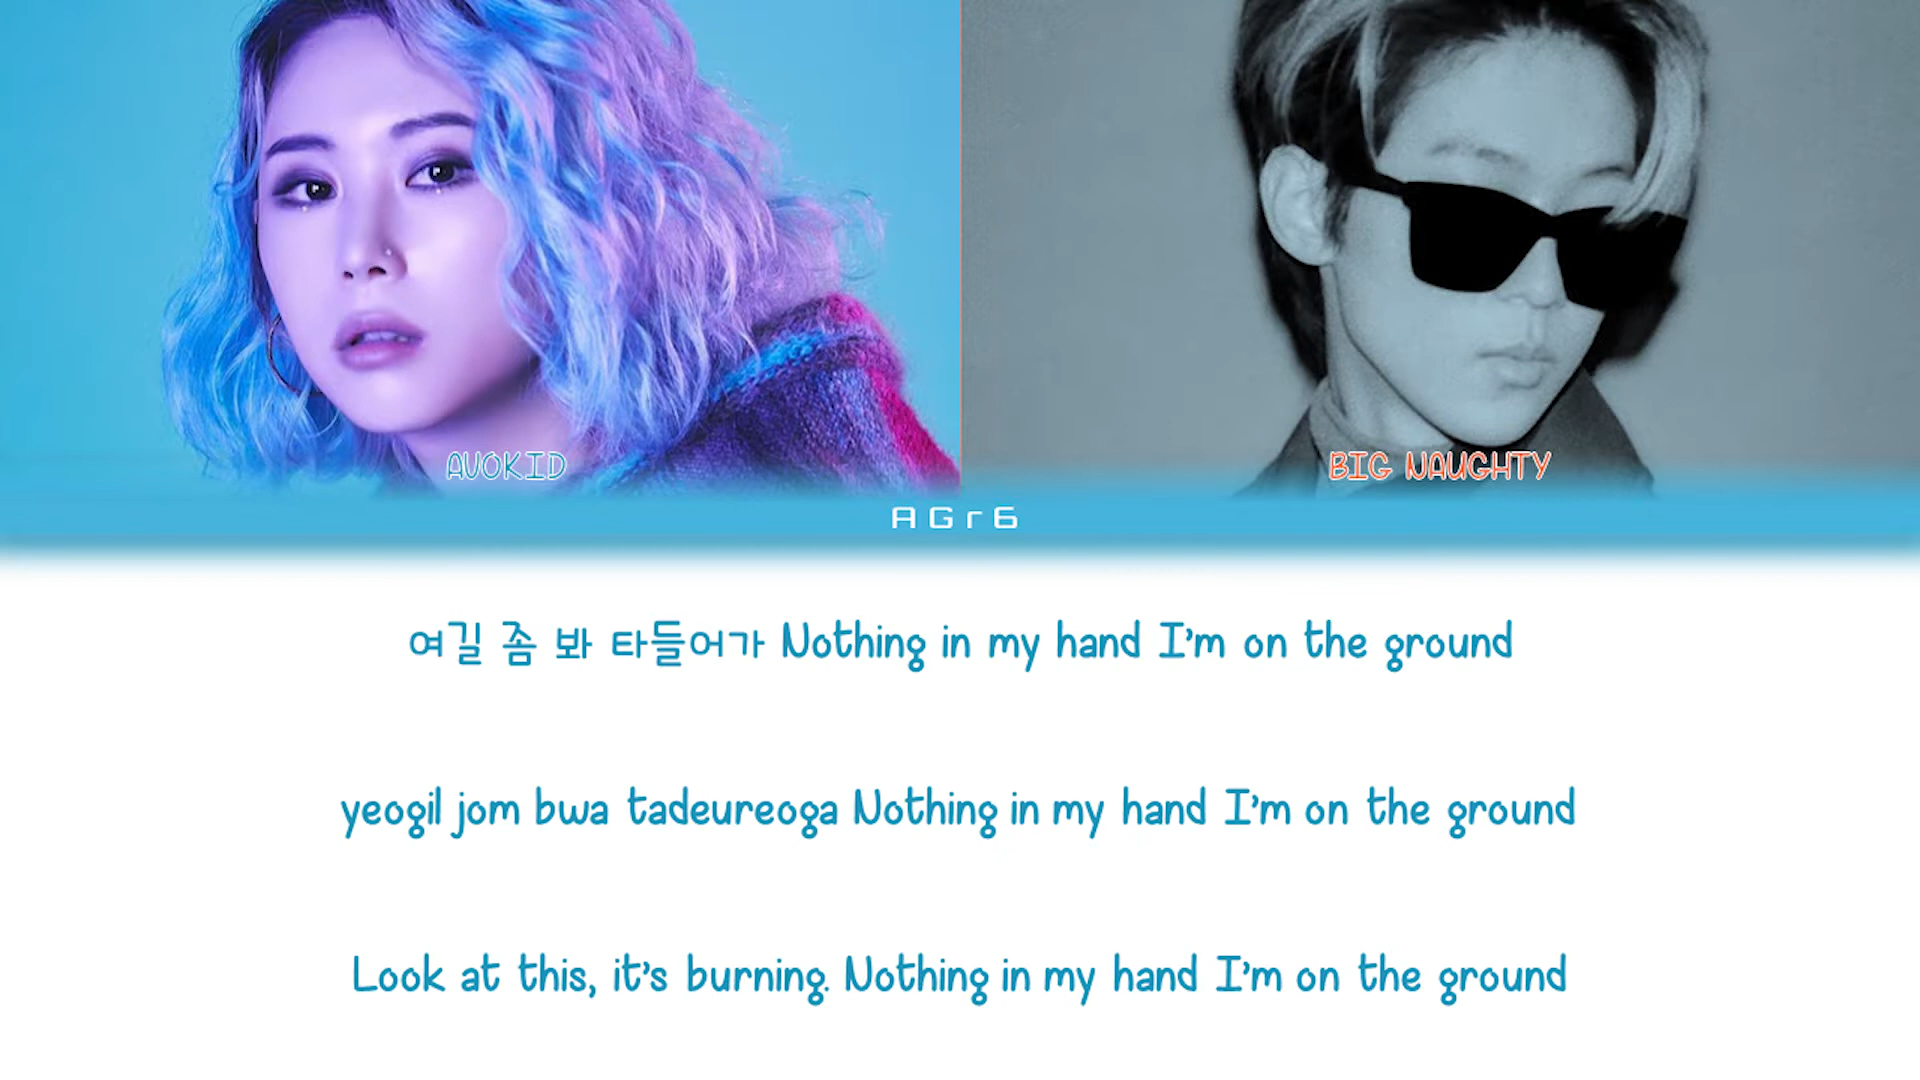 AVOKID
BIG NAUGHTY
AGr6
여길 좀 봐 타들어가 Nothing in my hand I'm on the ground
yeogil jom bwa tadeureoga Nothing in my hand I'm on the ground
Look at this, it's burning. Nothing in my hand I'm on the ground